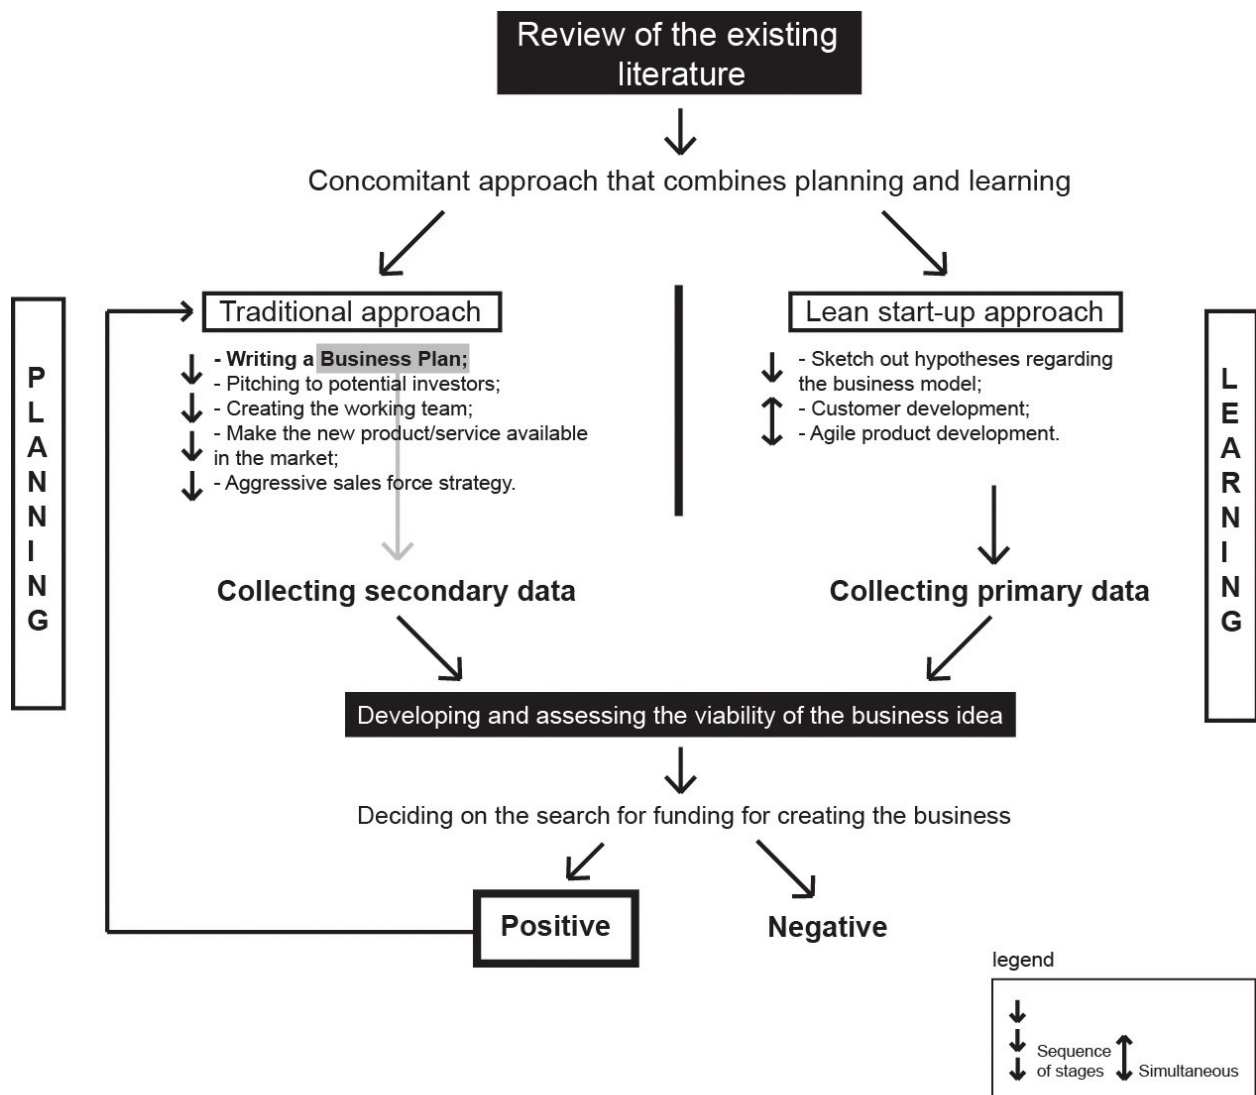 Review of the existing
literature
Concomitant approach that combines planning and learning
Traditional approach
- Writing a Business Plan;
- Pitching to potential investors;
- Creating the working team;
- Make the new product/service available
in the market;
- Aggressive sales force strategy.
Lean start-up approach
- Sketch out hypotheses regarding
the business model;
- Customer development;
- Agile product development.
PLANNING
LEARNING
Collecting secondary data
Collecting primary data
Developing and assessing the viability of the business idea
Deciding on the search for funding for creating the business
Positive
Negative
legend
Sequence
of stages
Simultaneous